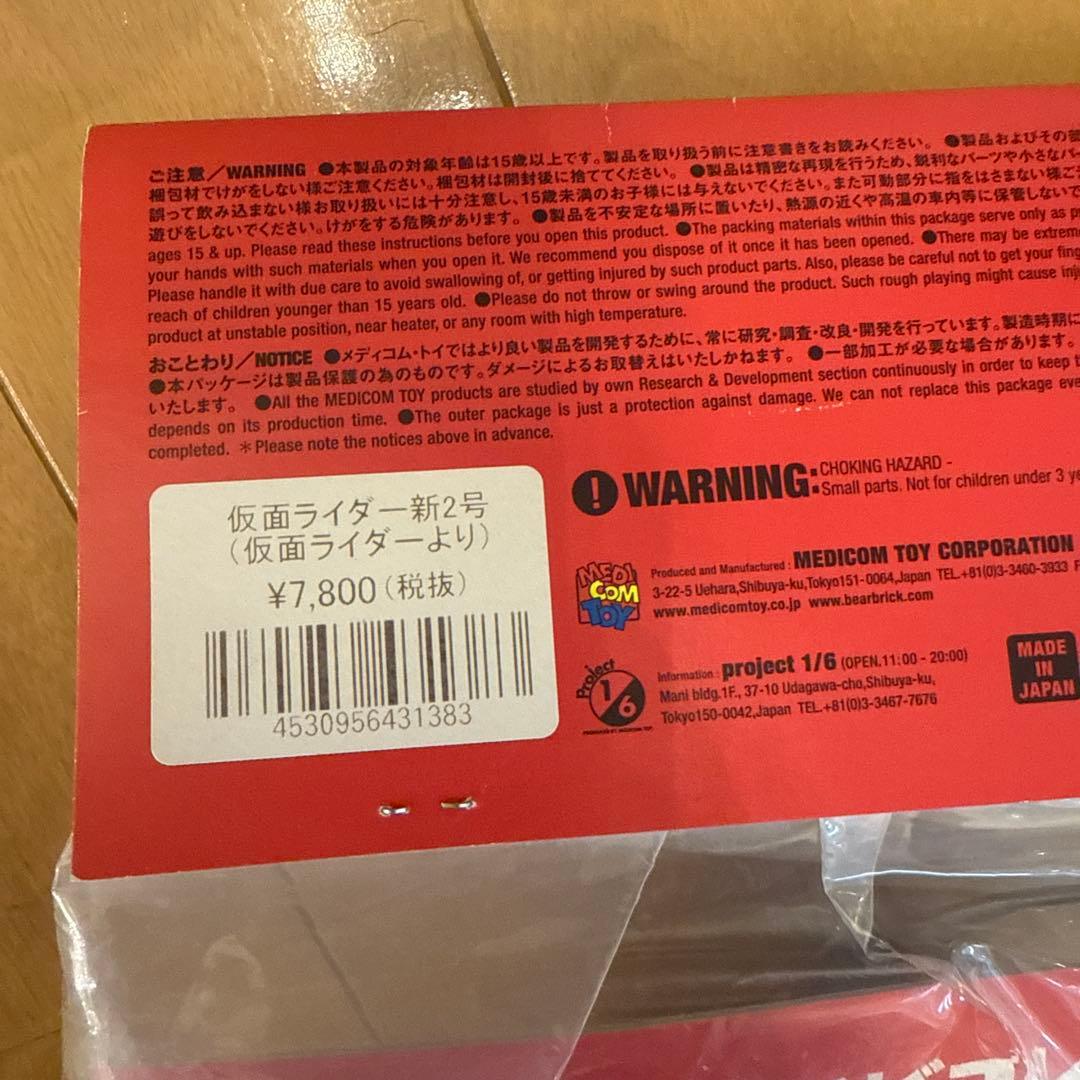 ご注意／WARNING ●本製品の対象年齢は15歳以上です。製品を取り扱う前に注意書きをお読みください。 ●製品およびその
梱包材でけがをしない様ご注意ください。梱包材は開封後に捨ててください。 ●製品は精密な再現を行うため、鋭利なパーツや小さなパー
誤って飲み込まない様お取り扱いには十分注意し、15歳未満のお子様には与えないでください。また可動部分に指をはさまない様ご
遊びをしないでください。けがをする危険があります。 ●製品を不安定な場所に置いたり、熱源の近くや高温の車内等に保管しないで
ages 15 & up. Please read these instructions before you open this product. ●The packing materials within this package serve only as
your hands with such materials when you open it. We recommend you dispose of it once it has been opened. ●There may be
Please handle it with due care to avoid swallowing of, or getting injured by such product parts. Also, please be careful not to get your
reach of children younger than 15 years old. ●Please do not throw or swing around the product. Such rough playing might cause
product at unstable position, near heater, or any room with high temperature.
おことわり／NOTICE ●メディコム・トイではより良い製品を開発するために、常に研究・調査・改良・開発を行っています。製造時期に
●本パッケージは製品保護の為のものです。ダメージによるお取替えはいたしかねます。 ●一部加工が必要な場合があります。
いたします。 ●All the MEDICOM TOY products are studied by own Research & Development section continuously in order to keep
depends on its production time. ●The outer package is just a protection against damage. We can not replace this package
completed. ＊Please note the notices above in advance.
仮面ライダー新2号
（仮面ライダーより）
¥7,800（税抜）
4530956431383
! WARNING: CHOKING HAZARD -
Small parts. Not for children under 3
MEDI
COM
TOY
Produced and Manufactured : MEDICOM TOY CORPORATION
3-22-5 Uehara,Shibuya-ku,Tokyo151-0064,Japan TEL.+81(0)3-3460-3933
www.medicomtoy.co.jp www.bearbrick.com
Project
1/6
PRODUCED BY MEDICOM TOY
Information : project 1/6 (OPEN.11:00 - 20:00)
Mani bldg.1F., 37-10 Udagawa-cho,Shibuya-ku,
Tokyo150-0042,Japan TEL.+81(0)3-3467-7676
MADE
IN
JAPAN